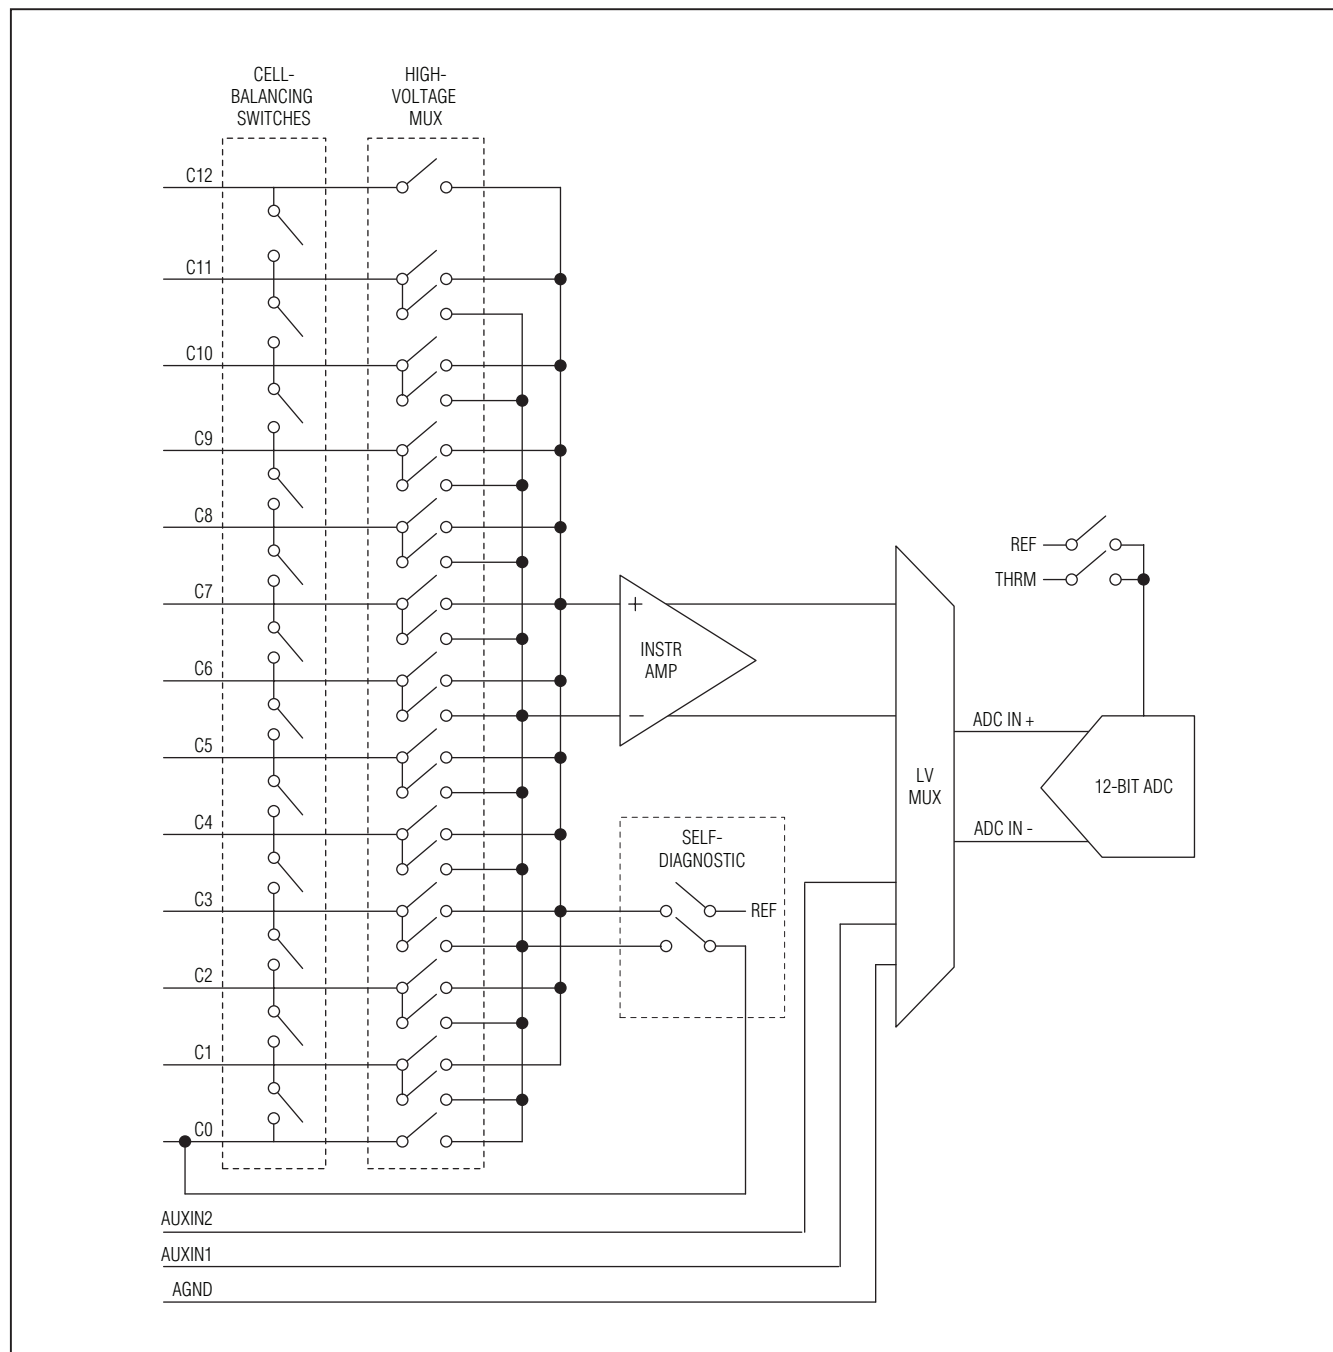 CELL-
BALANCING
SWITCHES
HIGH-
VOLTAGE
MUX
C12
C11
C10
C9
C8
C7
C6
C5
C4
C3
C2
C1
C0
+
INSTR
AMP
−
SELF-
DIAGNOSTIC
REF
LV
MUX
REF
THRM
ADC IN +
ADC IN -
12-BIT ADC
AUXIN2
AUXIN1
AGND